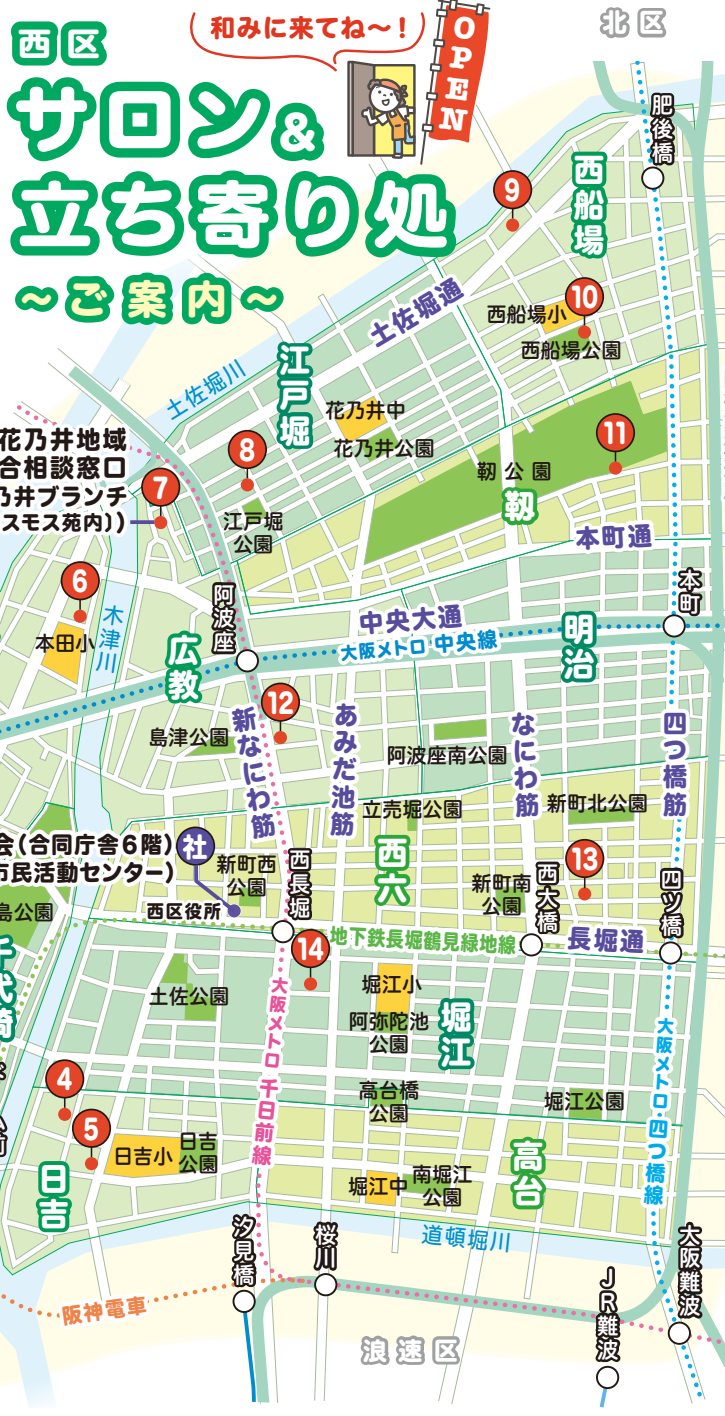 西区
和みに来てね～！
OPEN
北区
サロン&
立ち寄り処
～ご案内～
肥後橋
西船場
9
10
西船場小
西船場公園
土佐堀通
土佐堀川
江戸堀
花乃井中
花乃井公園
11
靭公園
靭
花乃井地域
合相談窓口
乃井ブランチ
スモス苑内))
7
8
江戸堀
公園
本町通
本町
6
本田小
木津川
阿波座
中央大通
大阪メトロ 中央線
明治
広教
12
島津公園
新なにわ筋
あみだ池筋
なにわ筋
四つ橋筋
阿波座南公園
立売堀公園
新町北公園
会(合同庁舎6階)
市民活動センター)
社
新町西
公園
西区役所
西長堀
西六
13
新町南
公園
西大橋
四ツ橋
島公園
千代崎
14
地下鉄長堀鶴見緑地線
長堀通
土佐公園
堀江小
阿弥陀池
公園
堀江
大阪メトロ 千日前線
大阪メトロ・四つ橋線
4
5
高台橋
公園
堀江公園
日吉小
日吉
公園
日吉
堀江中
南堀江
公園
高台
道頓堀川
汐見橋
桜川
大阪難波
JR難波
阪神電車
浪速区